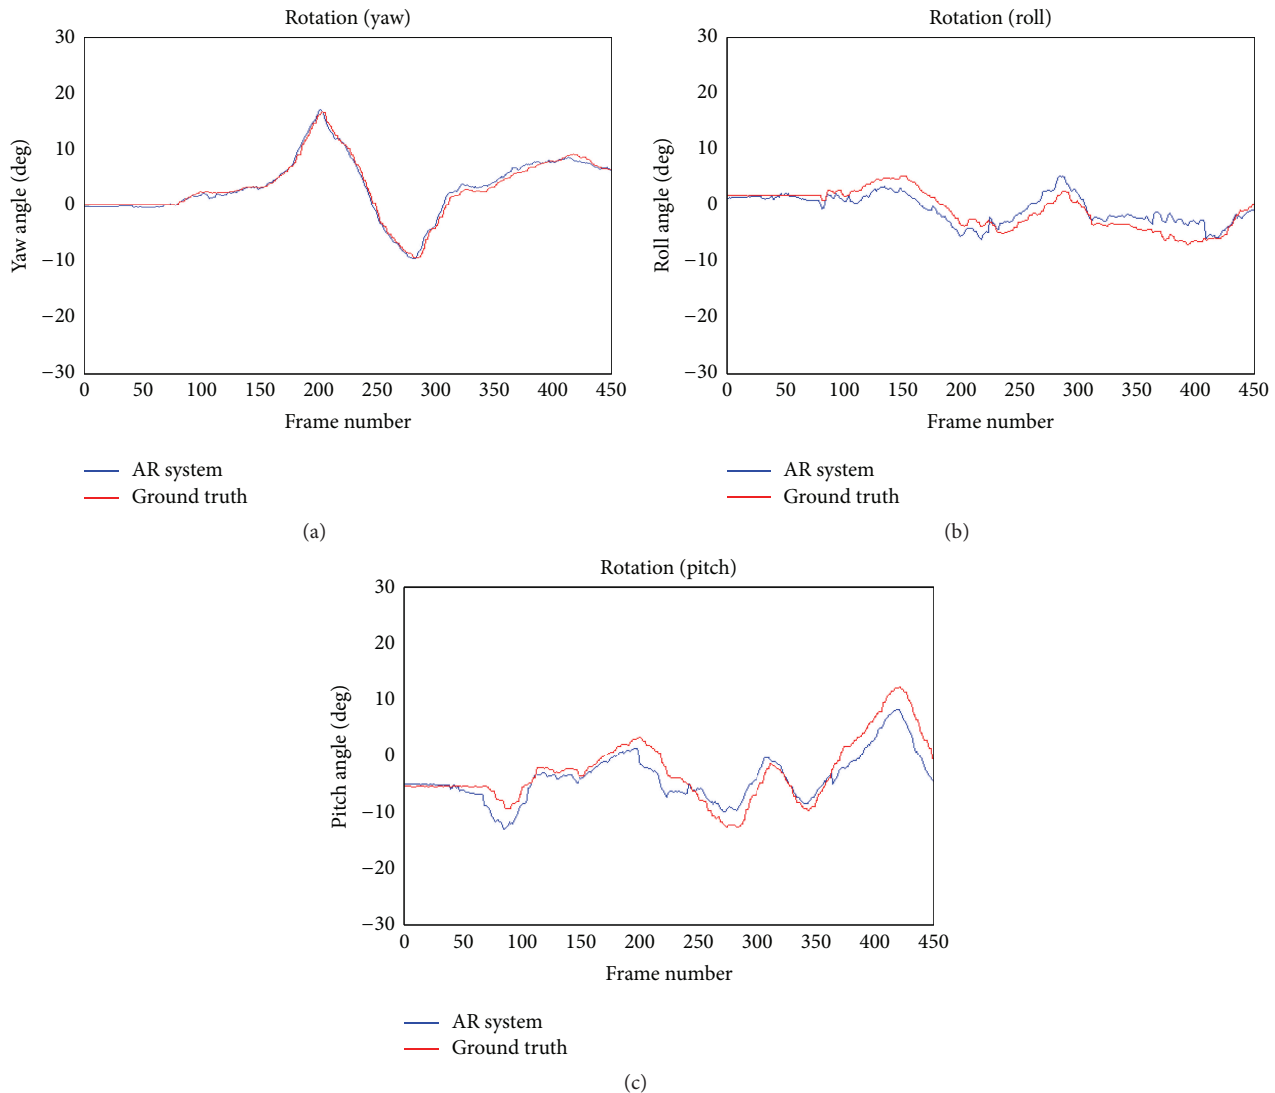 Rotation (yaw)
30
20
10
0
−10
−20
−30
Yaw angle (deg)
0 50 100 150 200 250 300 350 400 450
Frame number
AR system
Ground truth
(a)
Rotation (roll)
30
20
10
0
−10
−20
−30
Roll angle (deg)
0 50 100 150 200 250 300 350 400 450
Frame number
AR system
Ground truth
(b)
Rotation (pitch)
30
20
10
0
−10
−20
−30
Pitch angle (deg)
0 50 100 150 200 250 300 350 400 450
Frame number
AR system
Ground truth
(c)